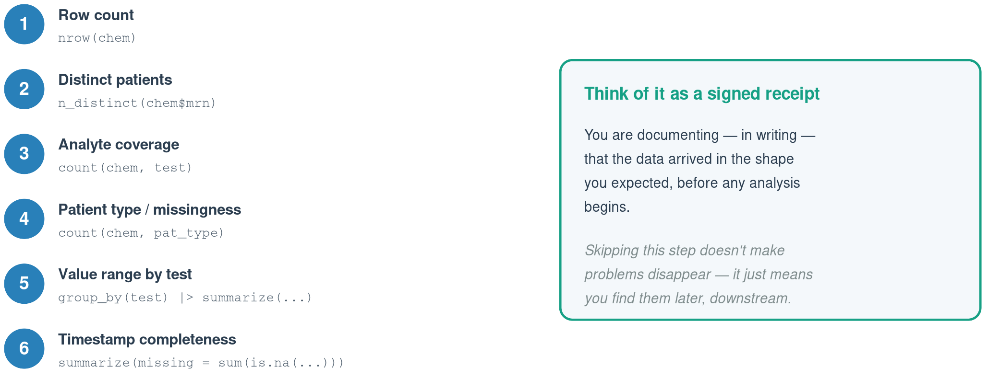 1
Row count
nrow(chem)
2
Distinct patients
n_distinct(chem$mrn)
3
Analyte coverage
count(chem, test)
4
Patient type / missingness
count(chem, pat_type)
5
Value range by test
group_by(test) |> summarize(...)
6
Timestamp completeness
summarize(missing = sum(is.na(...)))
Think of it as a signed receipt
You are documenting — in writing —
that the data arrived in the shape
you expected, before any analysis
begins.
Skipping this step doesn't make
problems disappear — it just means
you find them later, downstream.